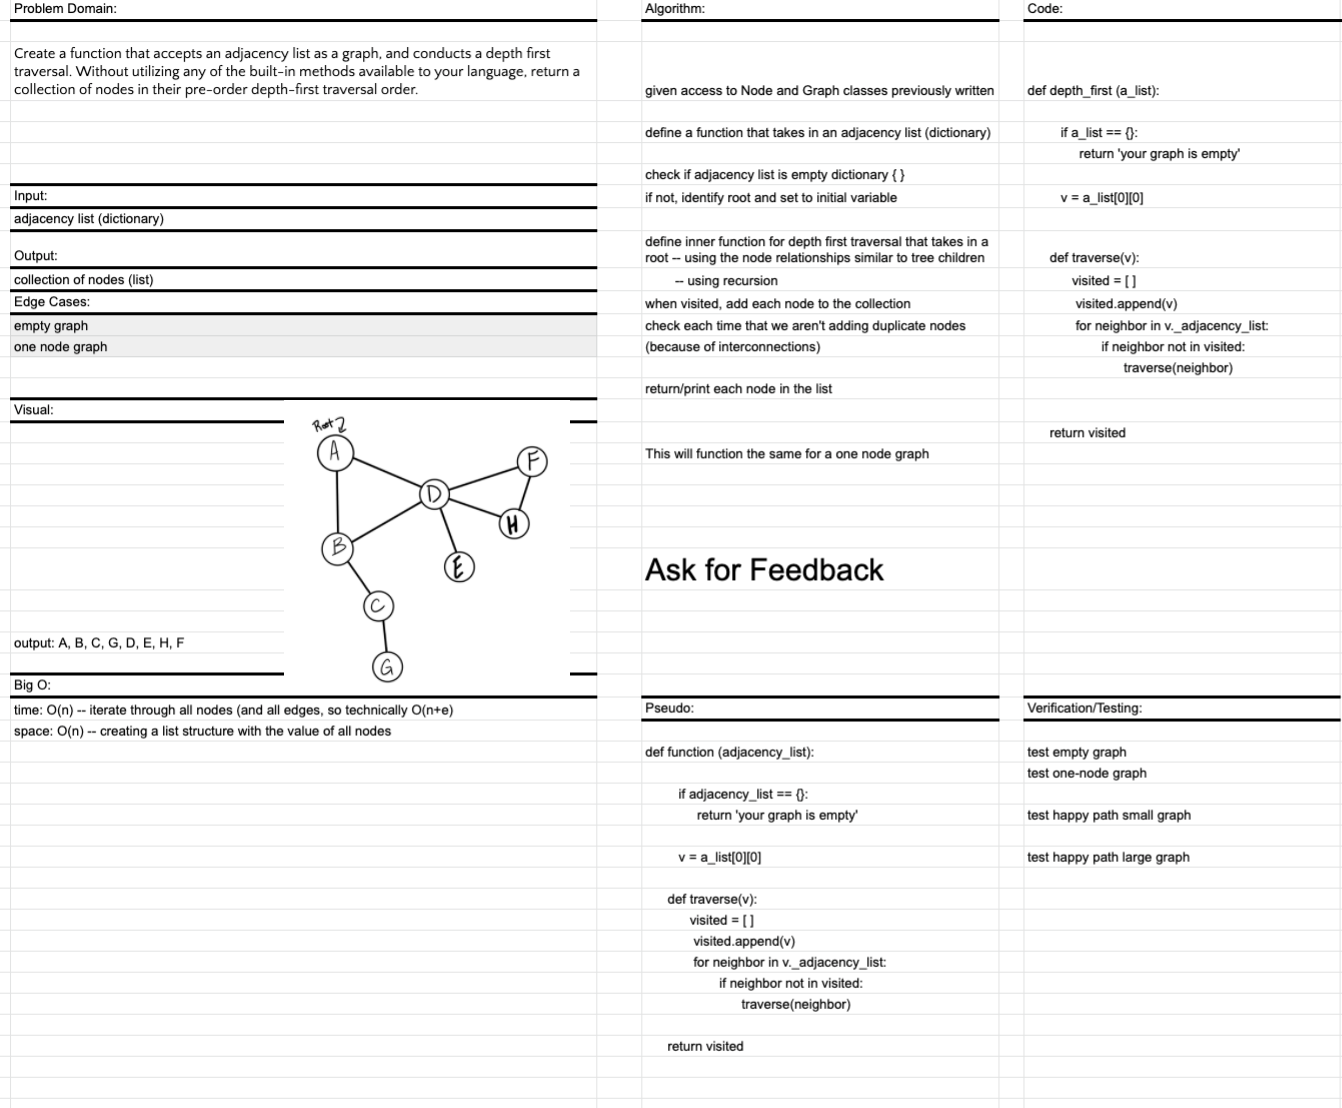 Problem Domain:
Create a function that accepts an adjacency list as a graph, and conducts a depth first
traversal. Without utilizing any of the built-in methods available to your language, return a
collection of nodes in their pre-order depth-first traversal order.
Input:
adjacency list (dictionary)
Output:
collection of nodes (list)
Edge Cases:
empty graph
one node graph
Visual:
Root
A
D
F
H
B
E
C
G
output: A, B, C, G, D, E, H, F
Big O:
time: O(n) -- iterate through all nodes (and all edges, so technically O(n+e)
space: O(n) -- creating a list structure with the value of all nodes
Algorithm:
given access to Node and Graph classes previously written
define a function that takes in an adjacency list (dictionary)
check if adjacency list is empty dictionary { }
if not, identify root and set to initial variable
define inner function for depth first traversal that takes in a
root -- using the node relationships similar to tree children
-- using recursion
when visited, add each node to the collection
check each time that we aren't adding duplicate nodes
(because of interconnections)
return/print each node in the list
This will function the same for a one node graph
Ask for Feedback
Pseudo:
def function (adjacency_list):
if adjacency_list == {}:
return 'your graph is empty'
v = a_list[0][0]
def traverse(v):
visited = [ ]
visited.append(v)
for neighbor in v._adjacency_list:
if neighbor not in visited:
traverse(neighbor)
return visited
Code:
def depth_first (a_list):
if a_list == {}:
return 'your graph is empty'
v = a_list[0][0]
def traverse(v):
visited = [ ]
visited.append(v)
for neighbor in v._adjacency_list:
if neighbor not in visited:
traverse(neighbor)
return visited
Verification/Testing:
test empty graph
test one-node graph
test happy path small graph
test happy path large graph